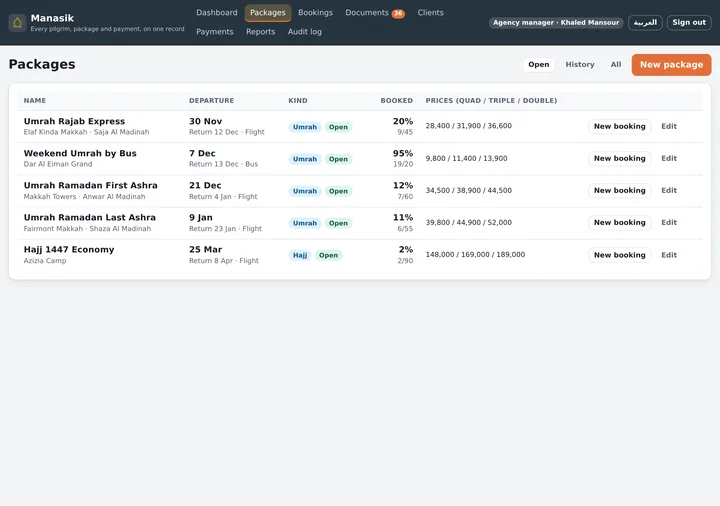 Manasik
Every pilgrim, package and payment, on one record
Dashboard Packages Bookings Documents 36 Clients
Payments Reports Audit log
Agency manager · Khaled Mansour العربية Sign out
Packages
Open History All New package
NAME DEPARTURE KIND BOOKED PRICES (QUAD / TRIPLE / DOUBLE)
Umrah Rajab Express 30 Nov Umrah Open 20% 28,400 / 31,900 / 36,600 New booking Edit
Elaf Kinda Makkah · Saja Al Madinah Return 12 Dec · Flight 9/45
Weekend Umrah by Bus 7 Dec Umrah Open 95% 9,800 / 11,400 / 13,900 New booking Edit
Dar Al Eiman Grand Return 13 Dec · Bus 19/20
Umrah Ramadan First Ashra 21 Dec Umrah Open 12% 34,500 / 38,900 / 44,500 New booking Edit
Makkah Towers · Anwar Al Madinah Return 4 Jan · Flight 7/60
Umrah Ramadan Last Ashra 9 Jan Umrah Open 11% 39,800 / 44,900 / 52,000 New booking Edit
Fairmont Makkah · Shaza Al Madinah Return 23 Jan · Flight 6/55
Hajj 1447 Economy 25 Mar Hajj Open 2% 148,000 / 169,000 / 189,000 New booking Edit
Azizia Camp Return 8 Apr · Flight 2/90